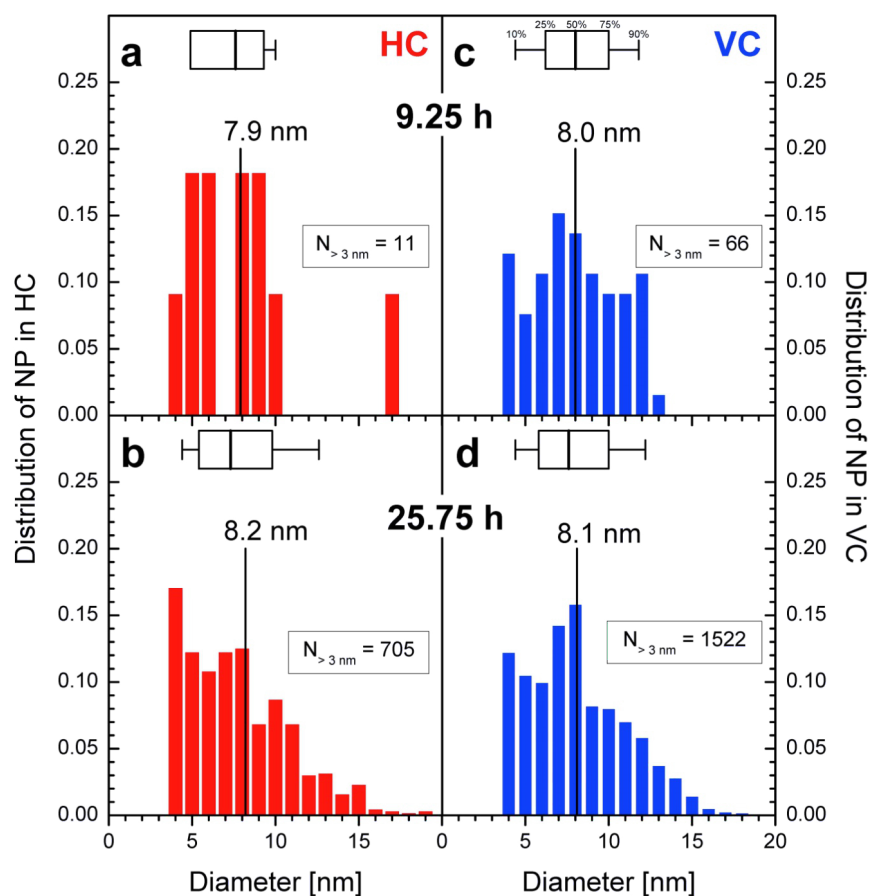 a
HC
c
10%
25%
50%
75%
90%
VC
9.25 h
7.9 nm
8.0 nm
N > 3 nm = 11
N > 3 nm = 66
0.25
0.20
0.15
0.10
0.05
0.00
0.25
0.20
0.15
0.10
0.05
0.00
Distribution of NP in HC
b
d
25.75 h
8.2 nm
8.1 nm
N > 3 nm = 705
N > 3 nm = 1522
0.25
0.20
0.15
0.10
0.05
0.00
0.25
0.20
0.15
0.10
0.05
0.00
Distribution of NP in VC
0 5 10 15 0 5 10 15 20
Diameter [nm]
Diameter [nm]